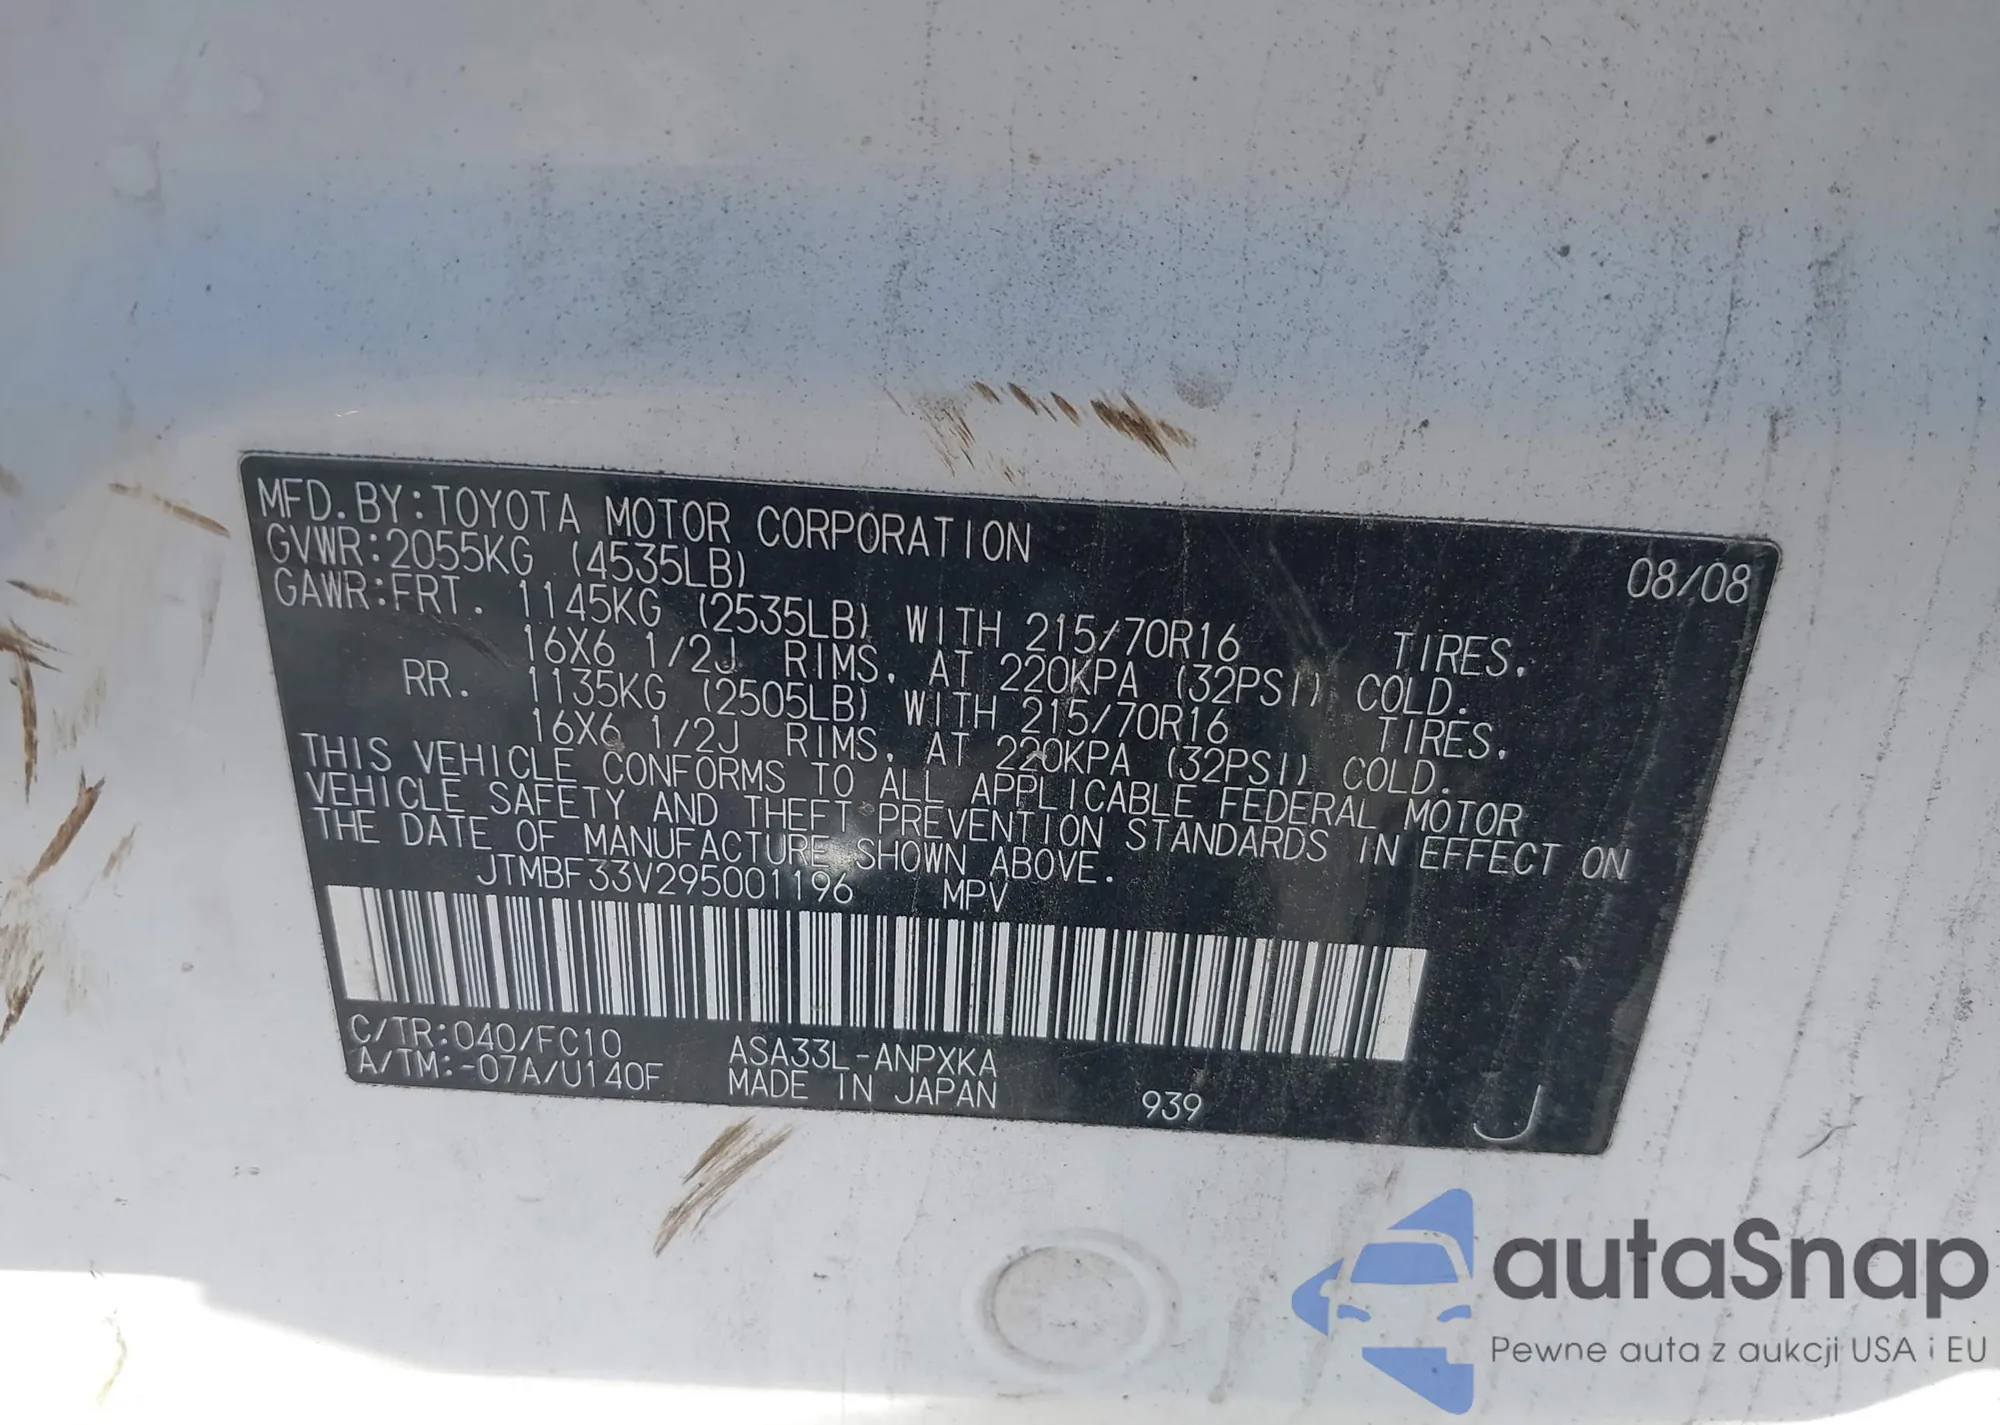 MFD.BY:TOYOTA MOTOR CORPORATION 08/08
GVWR:2055KG (4535LB)
GAWR:FRT. 1145KG (2535LB) WITH 215/70R16 TIRES,
16X6 1/2J RIMS, AT 220KPA (32PSI) COLD.
RR. 1135KG (2505LB) WITH 215/70R16 TIRES,
16X6 1/2J RIMS, AT 220KPA (32PSI) COLD.
THIS VEHICLE CONFORMS TO ALL APPLICABLE FEDERAL MOTOR
VEHICLE SAFETY AND THEFT PREVENTION STANDARDS IN EFFECT ON
THE DATE OF MANUFACTURE SHOWN ABOVE.
JTMBF33V295001196 MPV
C/TR:040/FC10 ASA33L-ANPXKA
A/TM:-07A/U140F MADE IN JAPAN 939 J
autaSnap
Pewne auta z aukcji USA i EU